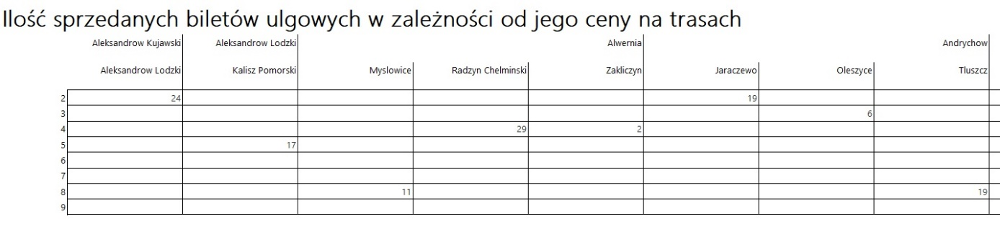 Ilość sprzedanych biletów ulgowych w zależności od jego ceny na trasach
Aleksandrow Kujawski Aleksandrow Lodzki Alwernia Andrychow
Aleksandrow Lodzki Kalisz Pomorski Myslowice Radzyn Chelminski Zakliczyn Jaraczewo Oleszyce Tluszcz
2 24 19
3 6
4 29 2
5 17
6
7
8 11 19
9